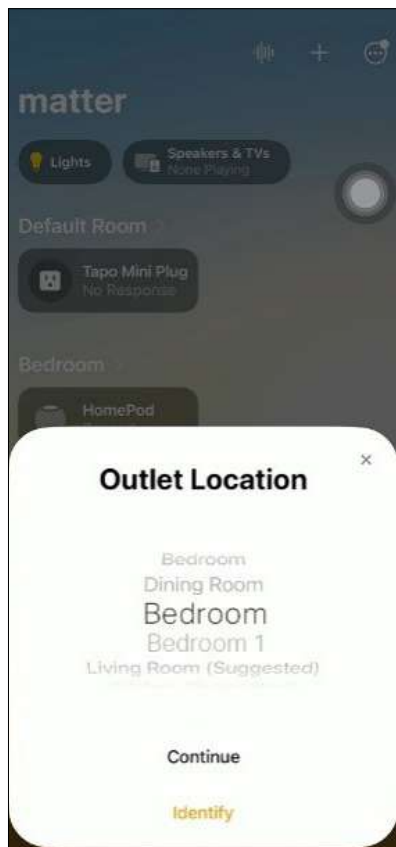 matter
Lights
Speakers & TVs
None Playing
Default Room >
Tapo Mini Plug
No Response
Bedroom >
HomePod
Outlet Location
Bedroom
Dining Room
Bedroom
Bedroom 1
Living Room (Suggested)
Continue
Identify